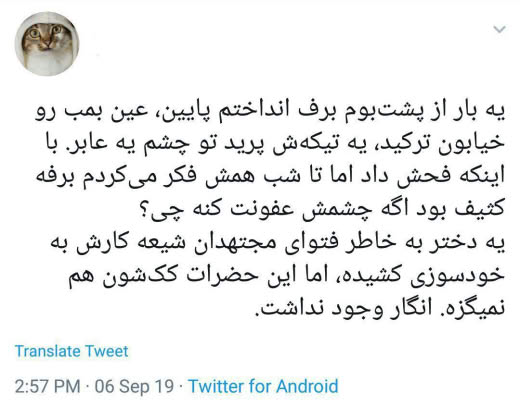 یه بار از پشت‌بوم برف انداختم پایین، عین بمب رو
خیابون ترکید، یه تیکه‌ش پرید تو چشم یه عابر. با
اینکه فحش داد اما تا شب همش فکر می‌کردم برفه
کثیف بود اگه چشمش عفونت کنه چی؟
یه دختر به خاطر فتوای مجتهدان شیعه کارش به
خودسوزی کشیده، اما این حضرات کک‌شون هم
نمیگزه. انگار وجود نداشت.
Translate Tweet
2:57 PM · 06 Sep 19 · Twitter for Android